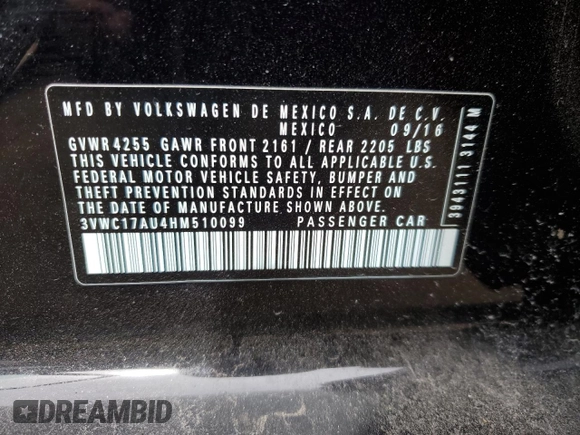 MFD BY VOLKSWAGEN DE MEXICO S.A. DE C.V.
MEXICO 09/16
GVWR 4255 GAWR FRONT 2161 / REAR 2205 LBS
THIS VEHICLE CONFORMS TO ALL APPLICABLE U.S.
FEDERAL MOTOR VEHICLE SAFETY, BUMPER AND
THEFT PREVENTION STANDARDS IN EFFECT ON
THE DATE OF MANUFACTURE SHOWN ABOVE.
3VWC17AU4HM510099 PASSENGER CAR
3943111 3144 M
DREAMBID